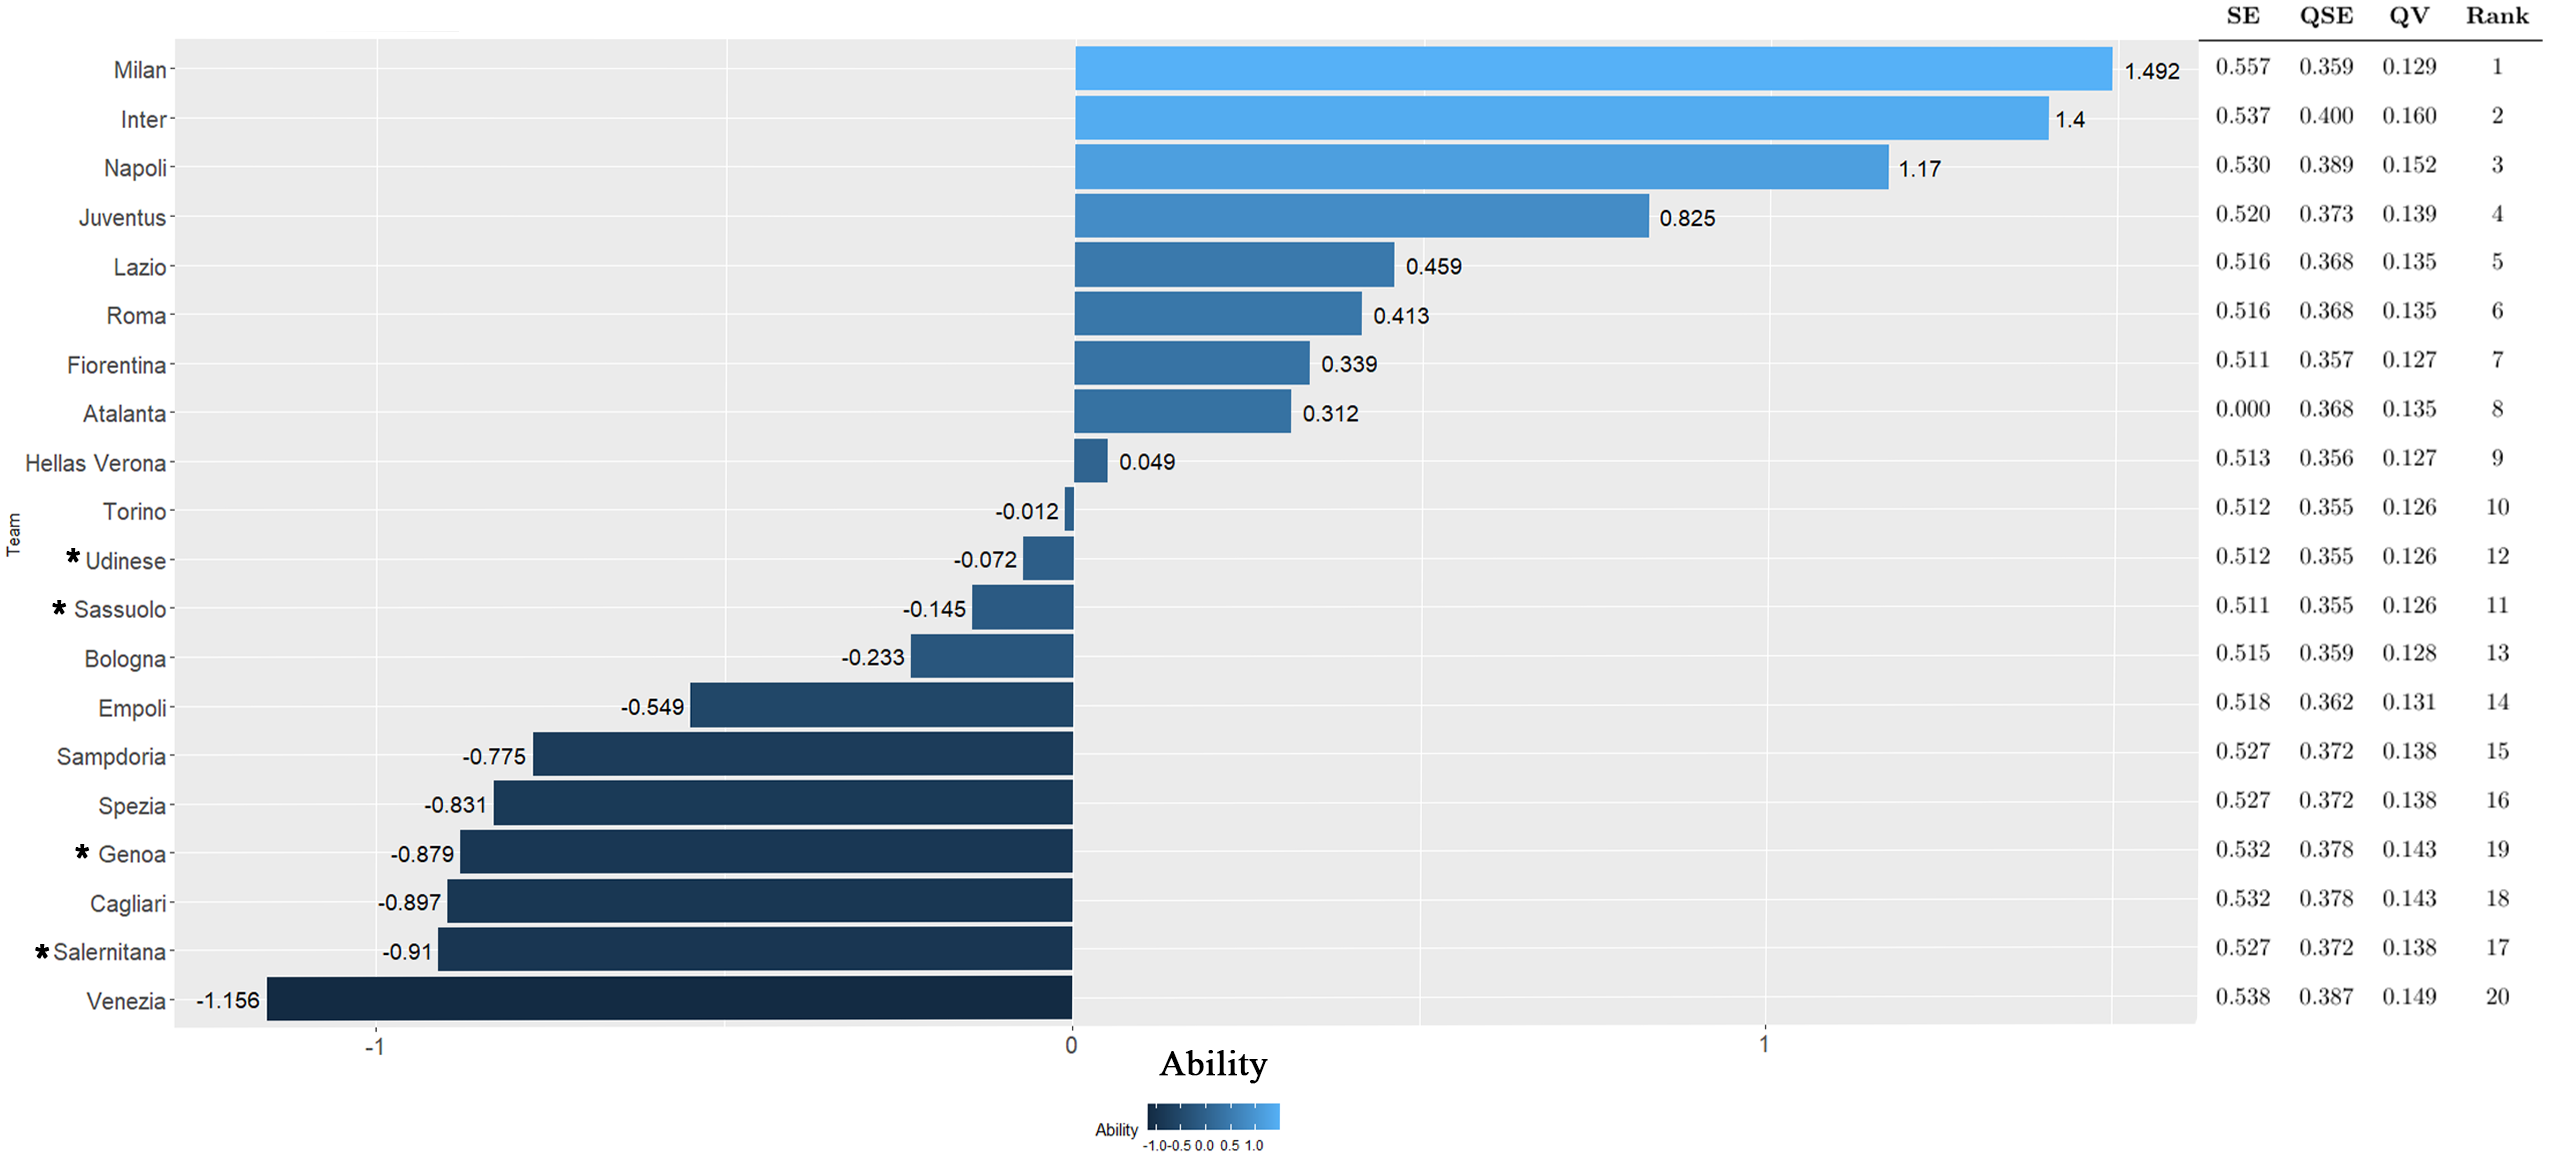 SE QSE QV Rank
Milan 1.492 0.557 0.359 0.129 1
Inter 1.4 0.537 0.400 0.160 2
Napoli 1.17 0.530 0.389 0.152 3
Juventus 0.825 0.520 0.373 0.139 4
Lazio 0.459 0.516 0.368 0.135 5
Roma 0.413 0.516 0.368 0.135 6
Fiorentina 0.339 0.511 0.357 0.127 7
Atalanta 0.312 0.000 0.368 0.135 8
Hellas Verona 0.049 0.513 0.356 0.127 9
Torino -0.012 0.512 0.355 0.126 10
Team
* Udinese -0.072 0.512 0.355 0.126 12
* Sassuolo -0.145 0.511 0.355 0.126 11
Bologna -0.233 0.515 0.359 0.128 13
Empoli -0.549 0.518 0.362 0.131 14
Sampdoria -0.775 0.527 0.372 0.138 15
Spezia -0.831 0.527 0.372 0.138 16
* Genoa -0.879 0.532 0.378 0.143 19
Cagliari -0.897 0.532 0.378 0.143 18
* Salernitana -0.91 0.527 0.372 0.138 17
Venezia -1.156 0.538 0.387 0.149 20
-1 0 1
Ability
Ability
-1.0 -0.5 0.0 0.5 1.0